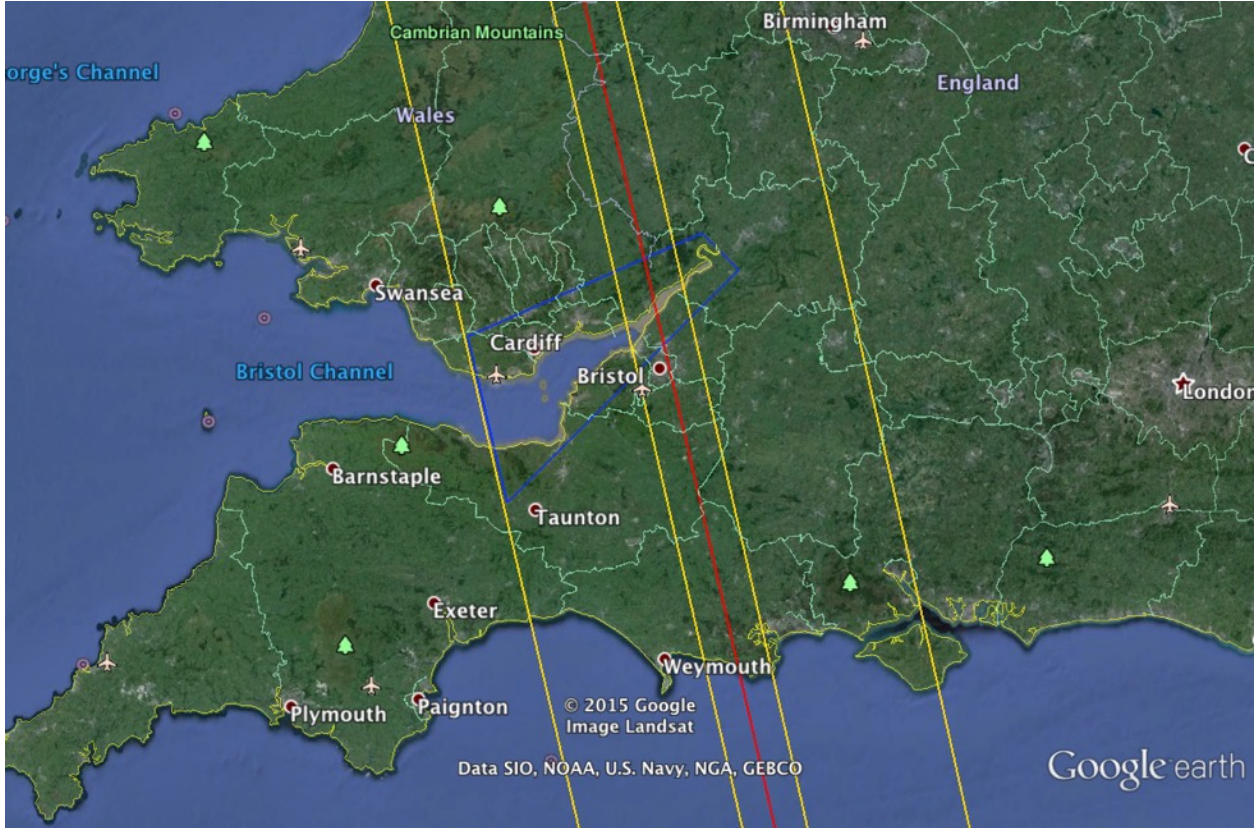 Birmingham
Cambrian Mountains
orge's Channel
England
Wales
C
Swansea
Cardiff
Bristol Channel
Bristol
London
Barnstaple
Taunton
Exeter
Weymouth
Plymouth
Paignton
© 2015 Google
Image Landsat
Data SIO, NOAA, U.S. Navy, NGA, GEBCO
Google earth